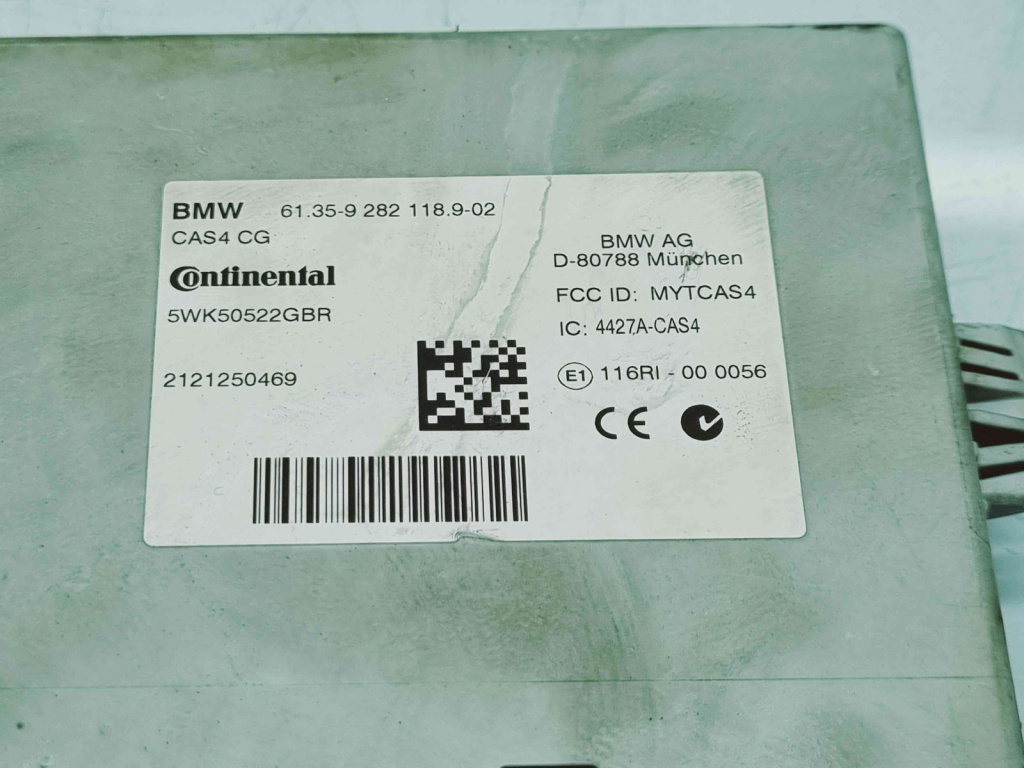 BMW 61.35-9 282 118.9-02
CAS4 CG
Continental
5WK50522GBR
2121250469
BMW AG
D-80788 München
FCC ID: MYTCAS4
IC: 4427A-CAS4
E1 116RI - 00 0056
CE